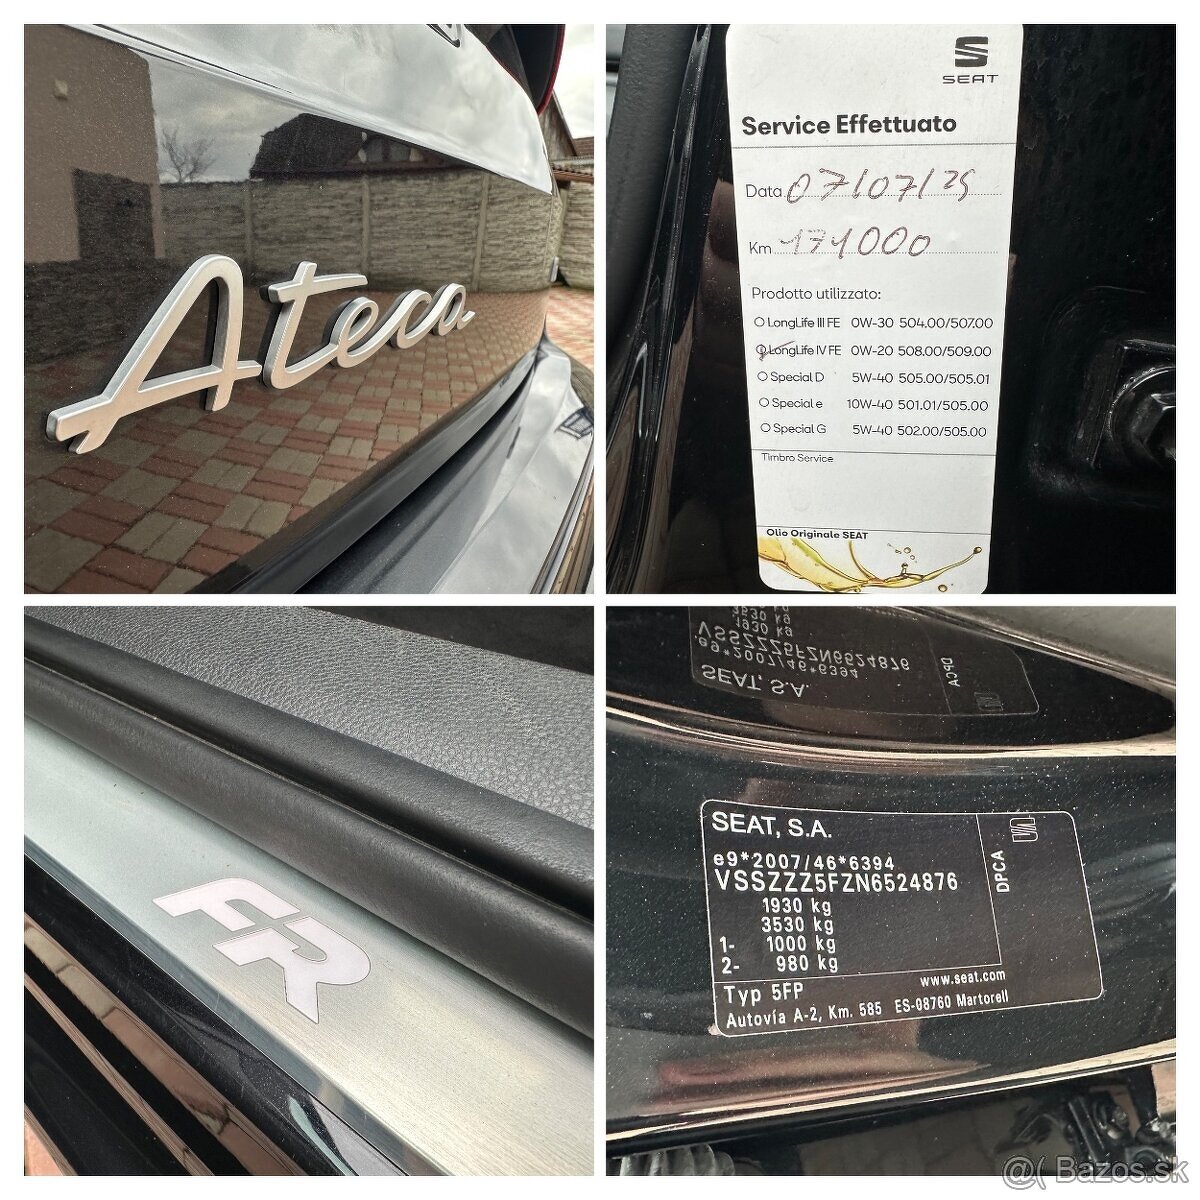 Ateca
SEAT
Service Effettuato
Data 07/07/25
Km 171000
Prodotto utilizzato:
LongLife III FE 0W-30 504.00/507.00
LongLife IV FE 0W-20 508.00/509.00
Special D 5W-40 505.00/505.01
Special e 10W-40 501.01/505.00
Special G 5W-40 502.00/505.00
Timbro Service
Olio Originale SEAT
FR
SEAT, S.A.
e9*2007/46*6394
VSSZZZ5FZN6524876
1930 kg
3530 kg
1- 1000 kg
2- 980 kg
DPCA
www.seat.com
Typ 5FP
Autovía A-2, Km. 585 ES-08760 Martorell
Bazos.sk